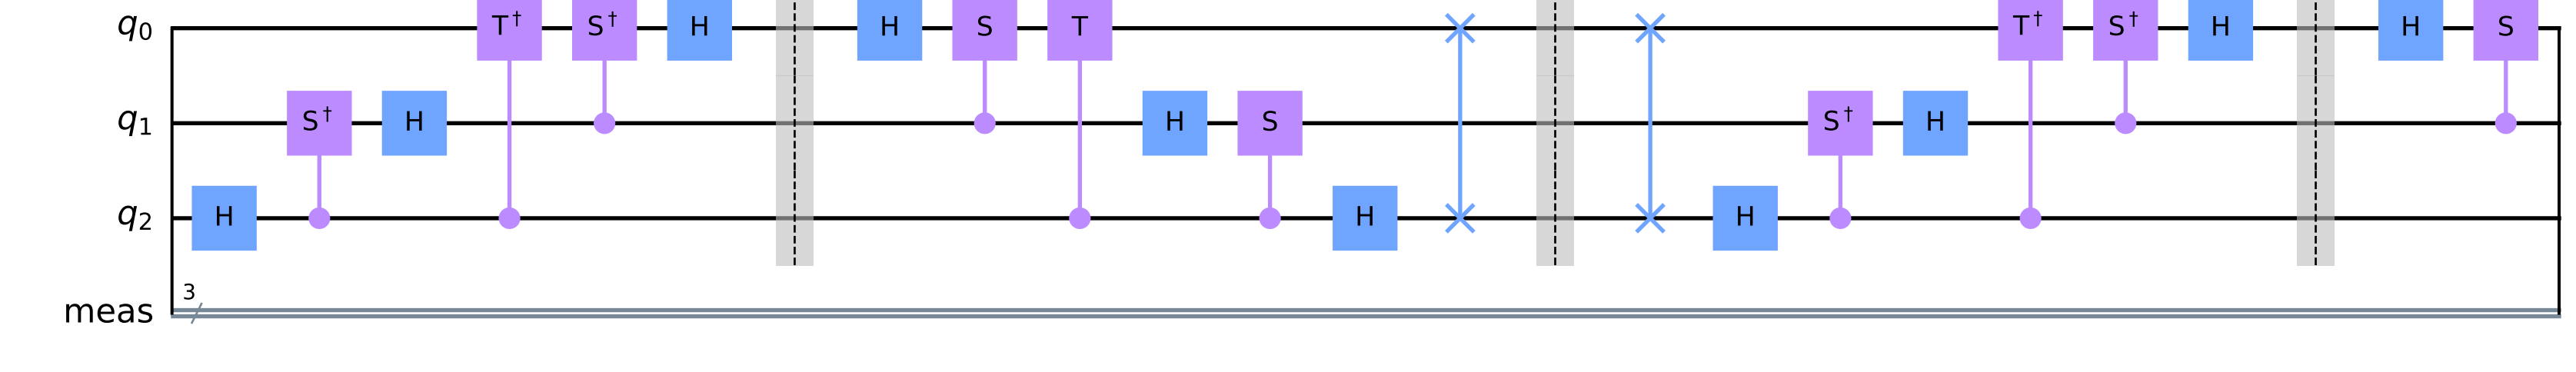 q0 T† S† H H S T T† S† H H S
q1 S† H H S S† H
q2 H H H
3
meas